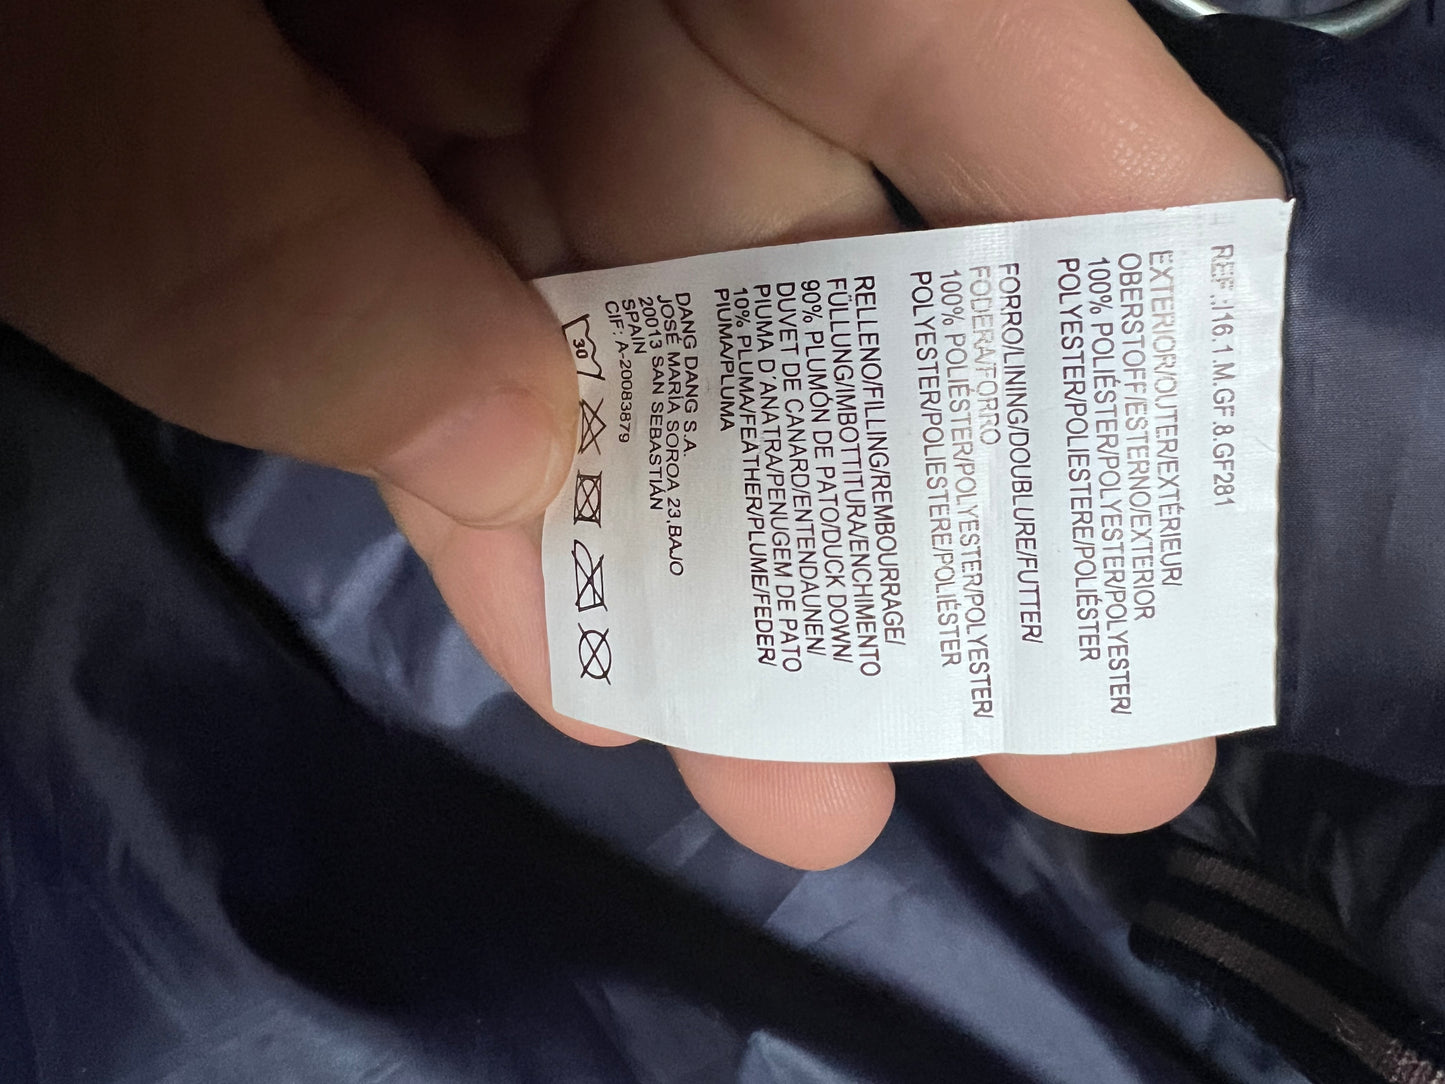 REF.:I16.1.M.GF.8.GF281
EXTERIOR/OUTER/EXTÉRIEUR/
OBERSTOFF/ESTERNO/EXTERIOR
100% POLIÉSTER/POLYESTER/POLYESTER/
POLYESTER/POLIESTERE/POLIÉSTER
FORRO/LINING/DOUBLURE/FUTTER/
FODERA/FORRO
100% POLIÉSTER/POLYESTER/POLYESTER/
POLYESTER/POLIESTERE/POLIÉSTER
RELLENO/FILLING/REMBOURRAGE/
FÜLLUNG/IMBOTTITURA/ENCHIMENTO
90% PLUMÓN DE PATO/DUCK DOWN/
DUVET DE CANARD/ENTENDAUNEN/
PIUMA D'ANATRA/PENUGEM DE PATO
10% PLUMA/FEATHER/PLUME/FEDER/
PIUMA/PLUMA
DANG DANG S.A.
JOSÉ MARÍA SOROA 23,BAJO
20013 SAN SEBASTIÁN
SPAIN
CIF: A-20083879
30